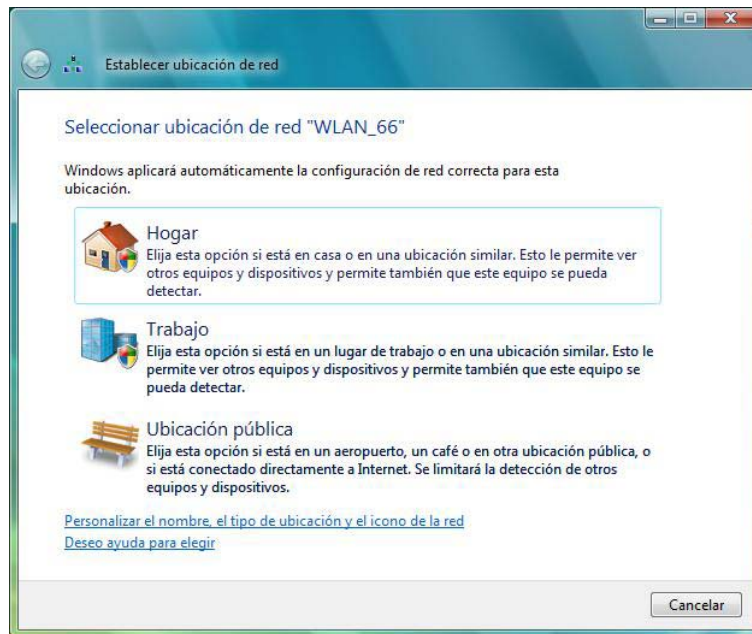 Establecer ubicación de red
Seleccionar ubicación de red "WLAN_66"
Windows aplicará automáticamente la configuración de red correcta para esta
ubicación.
Hogar
Elija esta opción si está en casa o en una ubicación similar. Esto le permite ver
otros equipos y dispositivos y permite también que este equipo se pueda
detectar.
Trabajo
Elija esta opción si está en un lugar de trabajo o en una ubicación similar. Esto le
permite ver otros equipos y dispositivos y permite también que este equipo se
pueda detectar.
Ubicación pública
Elija esta opción si está en un aeropuerto, un café o en otra ubicación pública, o
si está conectado directamente a Internet. Se limitará la detección de otros
equipos y dispositivos.
Personalizar el nombre, el tipo de ubicación y el icono de la red
Deseo ayuda para elegir
Cancelar